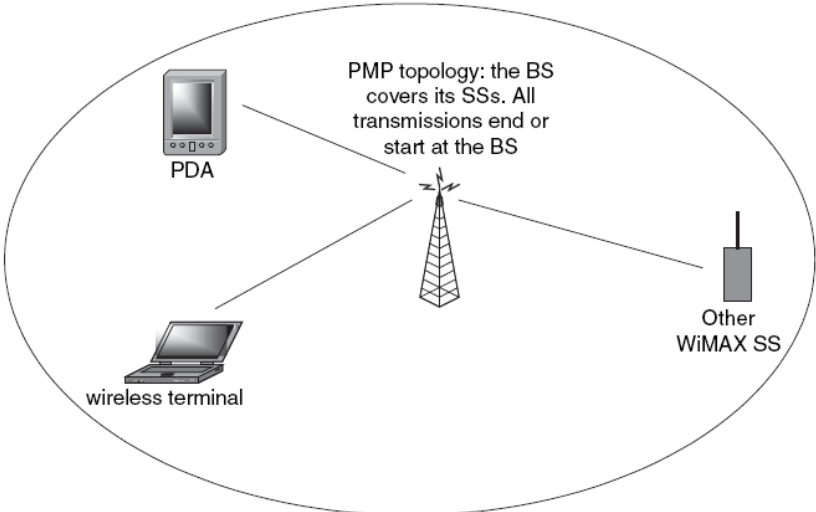 PMP topology: the BS
covers its SSs. All
transmissions end or
start at the BS
PDA
Other
WiMAX SS
wireless terminal